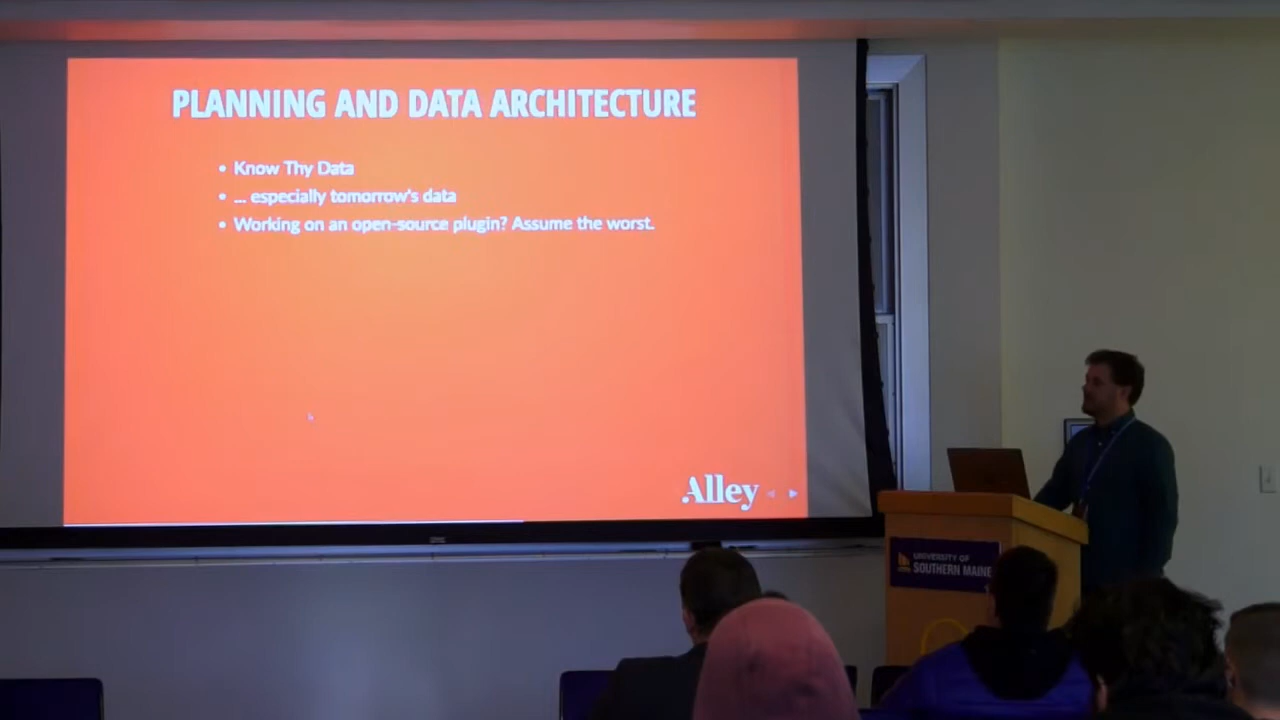 PLANNING AND DATA ARCHITECTURE
• Know Thy Data
• ... especially tomorrow's data
• Working on an open-source plugin? Assume the worst.
Alley
UNIVERSITY OF
SOUTHERN MAINE